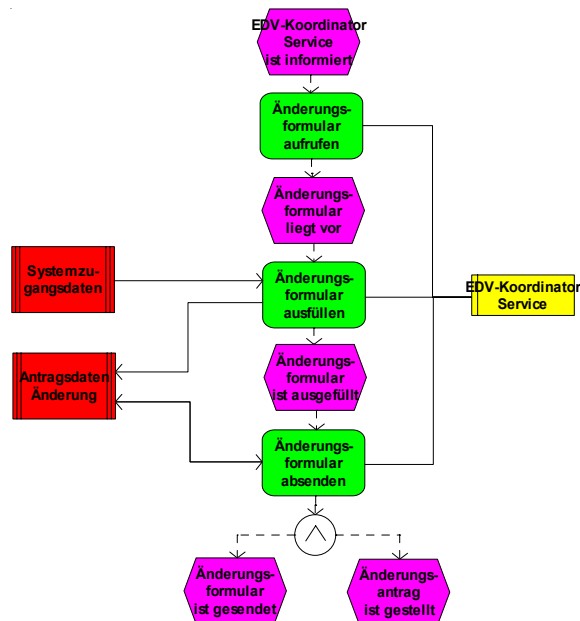 EDV-Koordinator
Service
ist informiert
Änderungs-
formular
aufrufen
Änderungs-
formular
liegt vor
Systemzu-
gangsdaten
Änderungs-
formular
ausfüllen
EDV-Koordinator
Service
Antragsdaten
Änderung
Änderungs-
formular
ist ausgefüllt
Änderungs-
formular
absenden
Änderungs-
formular
ist gesendet
Änderungs-
antrag
ist gestellt